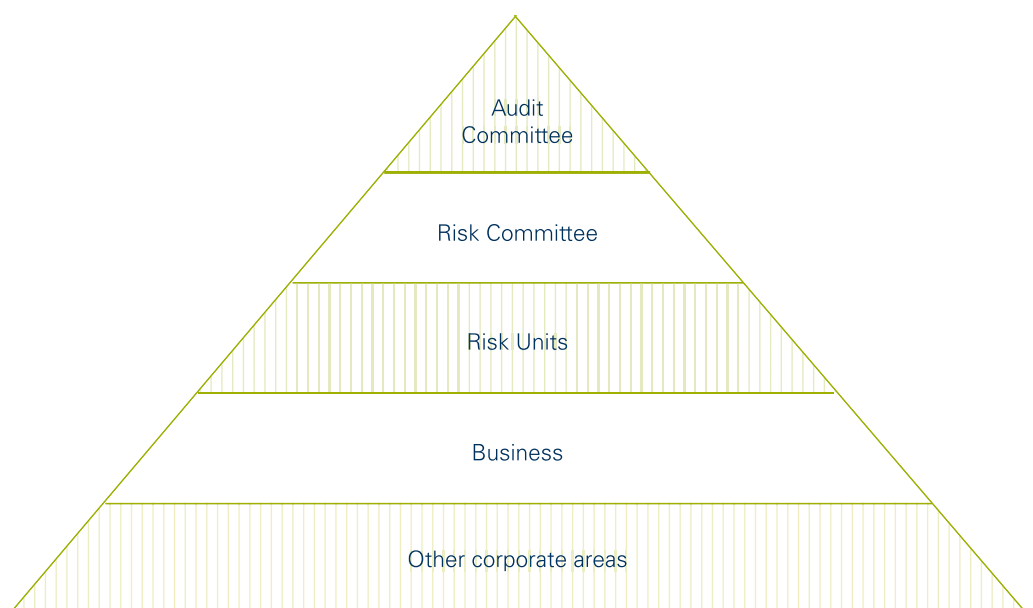 Audit
Committee
Risk Committee
Risk Units
Business
Other corporate areas